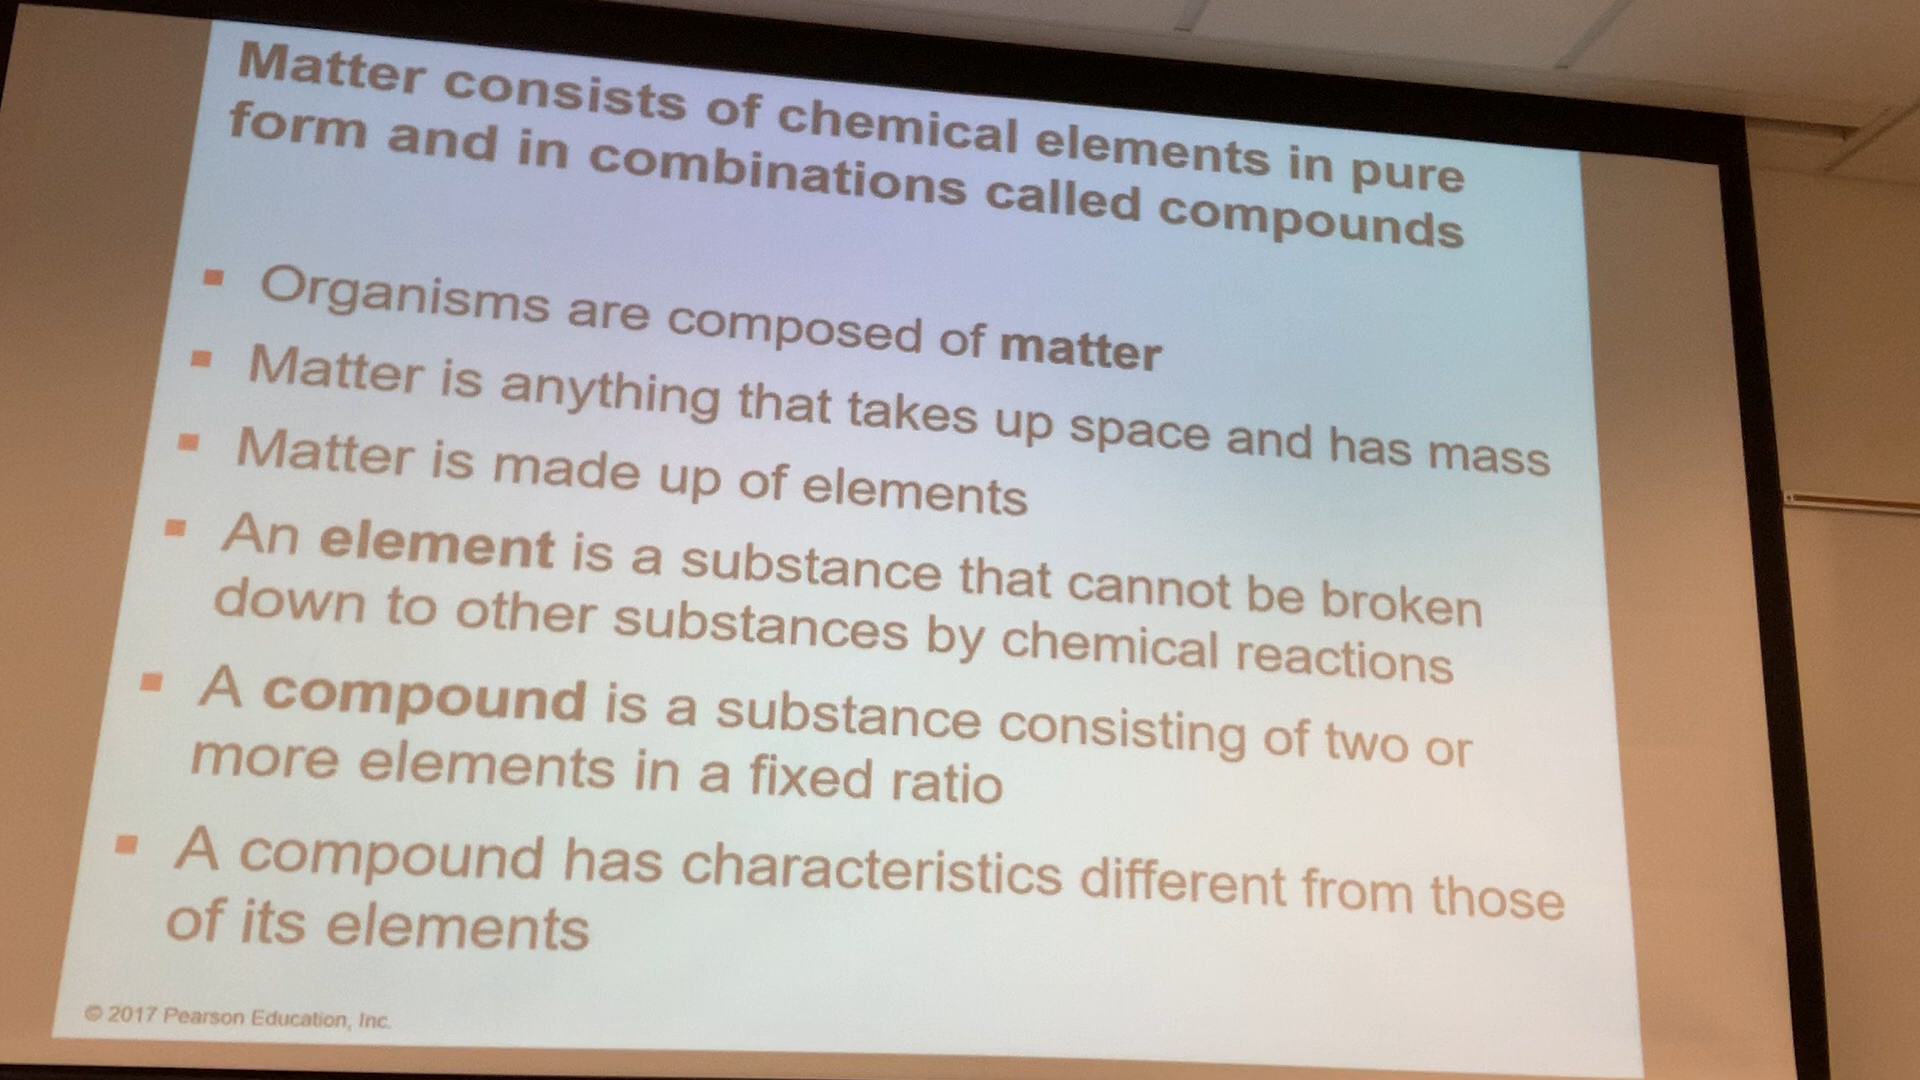 Matter consists of chemical elements in pure
form and in combinations called compounds
▪ Organisms are composed of matter
▪ Matter is anything that takes up space and has mass
▪ Matter is made up of elements
▪ An element is a substance that cannot be broken
down to other substances by chemical reactions
▪ A compound is a substance consisting of two or
more elements in a fixed ratio
▪ A compound has characteristics different from those
of its elements
© 2017 Pearson Education, Inc.